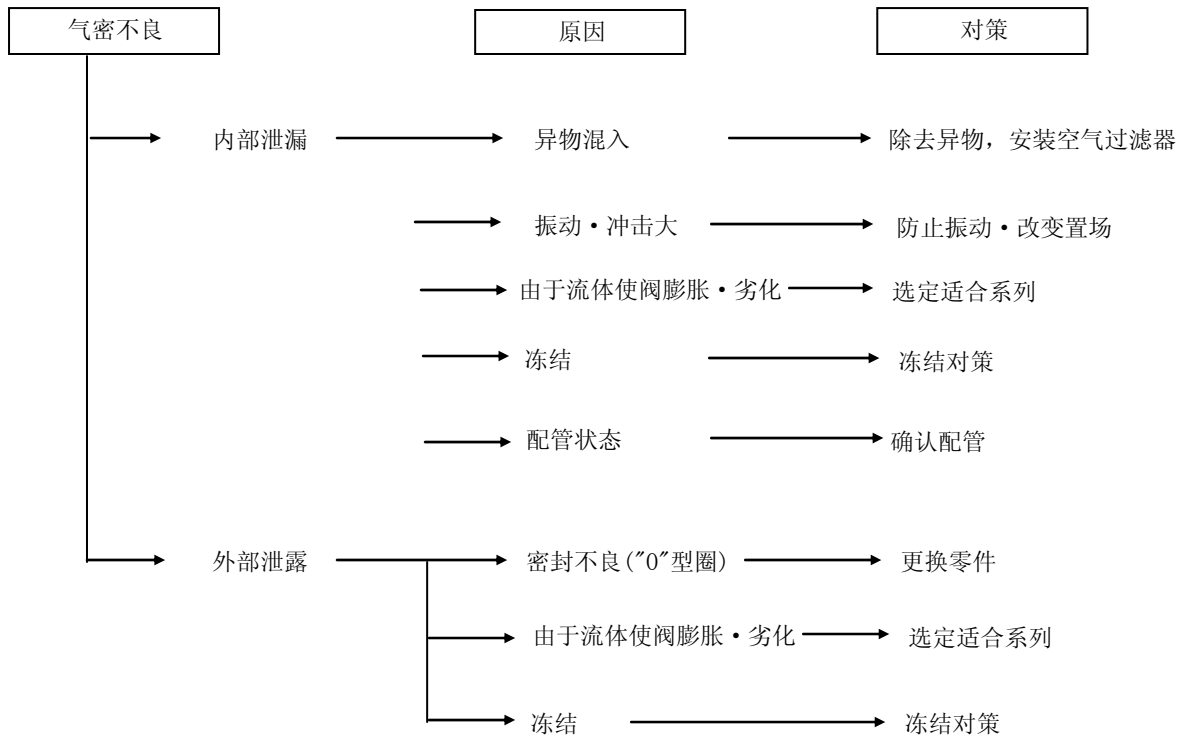 气密不良 原因 对策
内部泄漏 异物混入 除去异物，安装空气过滤器
振动·冲击大 防止振动·改变置场
由于流体使阀膨胀·劣化 选定适合系列
冻结 冻结对策
配管状态 确认配管
外部泄露 密封不良("0"型圈) 更换零件
由于流体使阀膨胀·劣化 选定适合系列
冻结 冻结对策